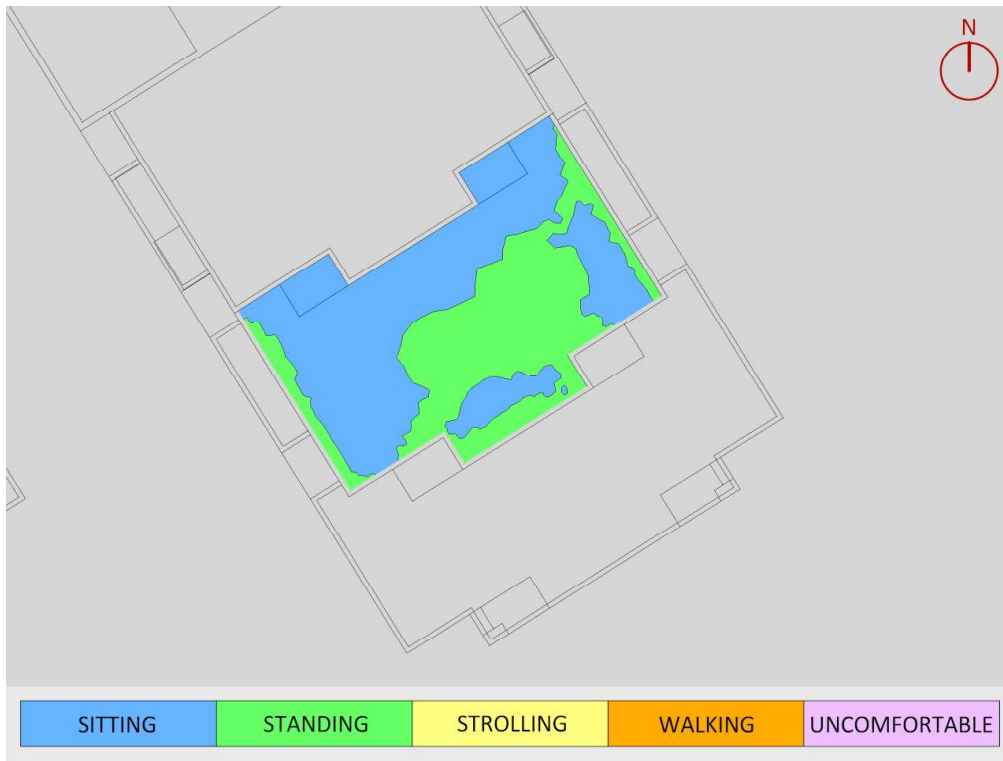 N
SITTING
STANDING
STROLLING
WALKING
UNCOMFORTABLE